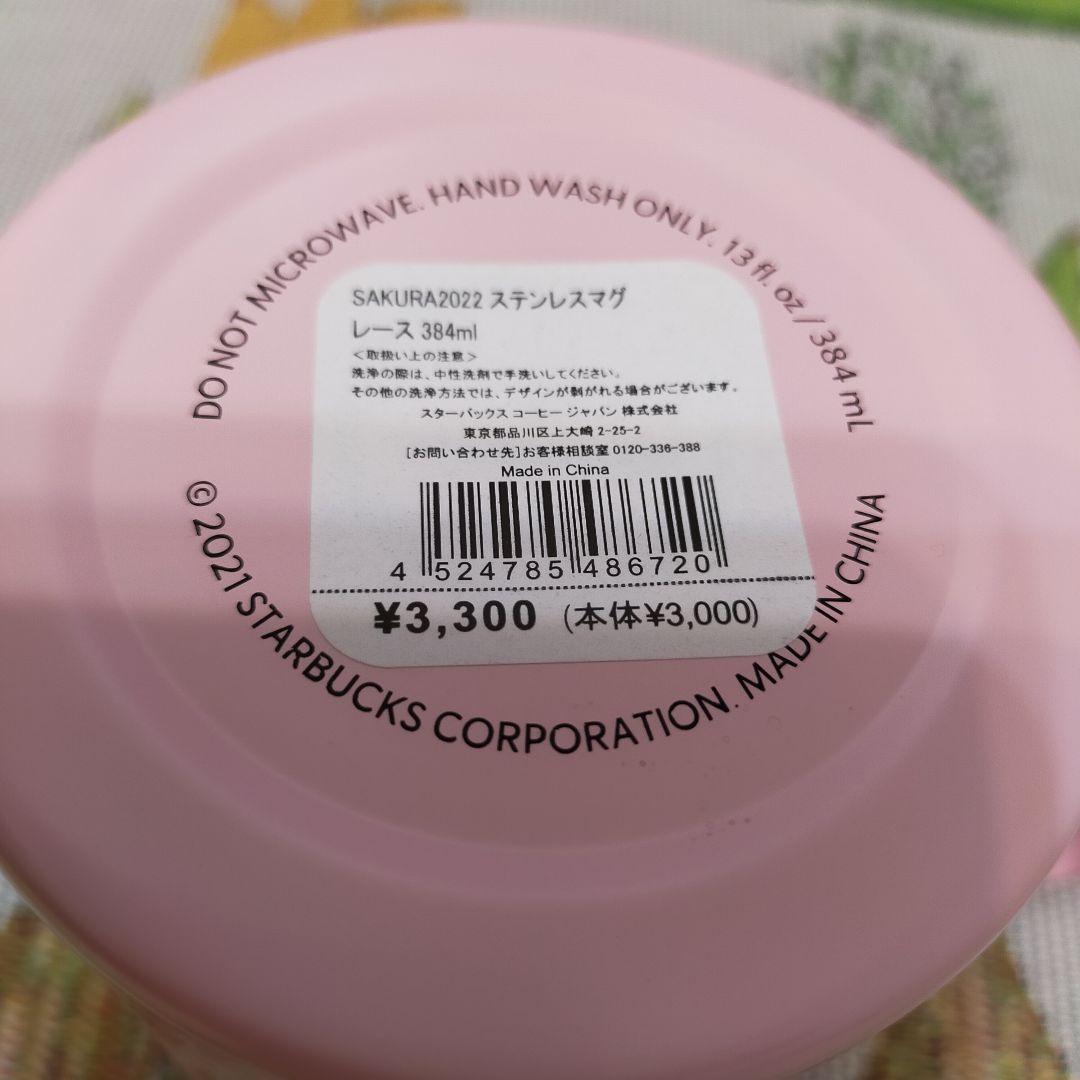 DO NOT MICROWAVE. HAND WASH ONLY. 13 fl. oz / 384 mL
SAKURA2022 ステンレスマグ
レース 384ml
<取扱い上の注意>
洗浄の際は、中性洗剤で手洗いしてください。
その他の洗浄方法では、デザインが剥がれる場合がございます。
スターバックス コーヒー ジャパン 株式会社
東京都品川区上大崎 2-25-2
[お問い合わせ先]お客様相談室 0120-336-388
Made in China
4 524785 486720
¥3,300 (本体¥3,000)
© 2021 STARBUCKS CORPORATION. MADE IN CHINA